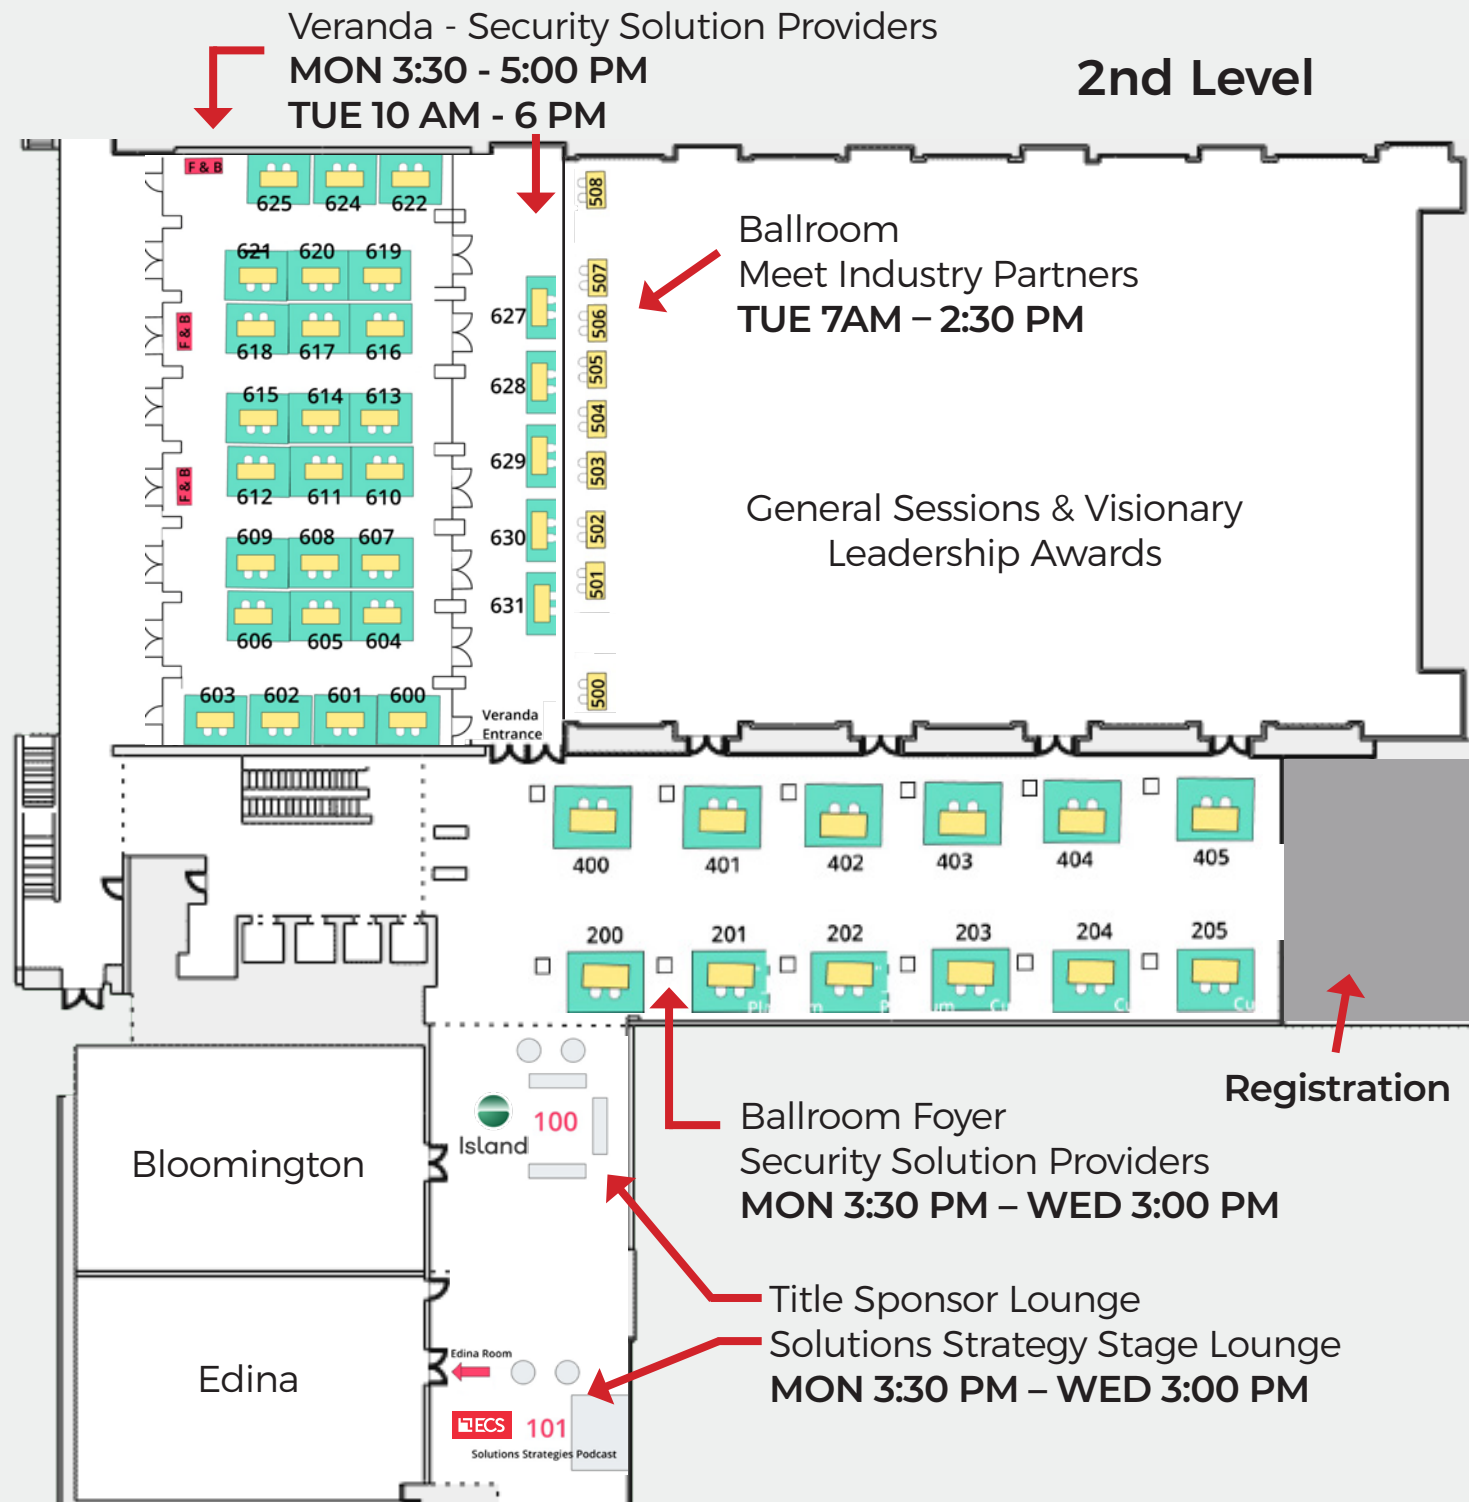 Veranda - Security Solution Providers
MON 3:30 - 5:00 PM
TUE 10 AM - 6 PM
2nd Level
F & B
625 624 622
508
621 620 619
Ballroom
Meet Industry Partners
TUE 7AM – 2:30 PM
507
627
506
F & B
618 617 616
505
628
615 614 613
504
629
503
F & B
612 611 610
General Sessions & Visionary
Leadership Awards
609 608 607
630
502
501
631
606 605 604
603 602 601 600
500
Veranda
Entrance
400 401 402 403 404 405
200 201 202 203 204 205
Registration
Island
100
Bloomington
Ballroom Foyer
Security Solution Providers
MON 3:30 PM – WED 3:00 PM
Title Sponsor Lounge
Solutions Strategy Stage Lounge
MON 3:30 PM – WED 3:00 PM
Edina Room
Edina
ECS
101
Solutions Strategies Podcast